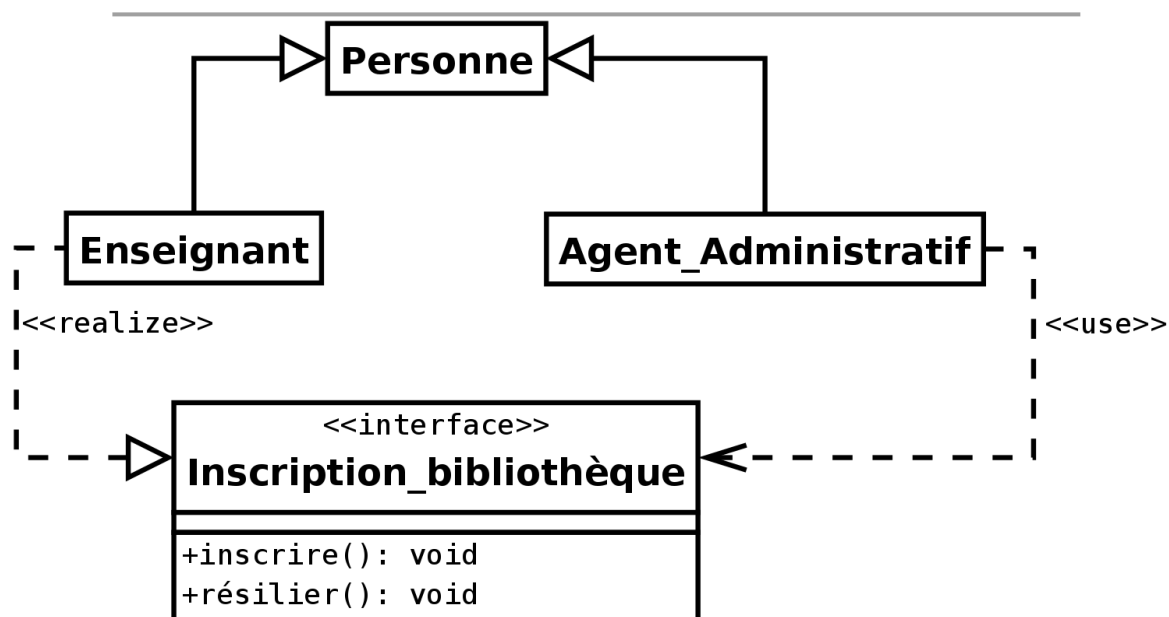 Personne
Enseignant
Agent_Administratif
<<realize>>
<<use>>
<<interface>>
Inscription_bibliothèque
+inscrire(): void
+résilier(): void